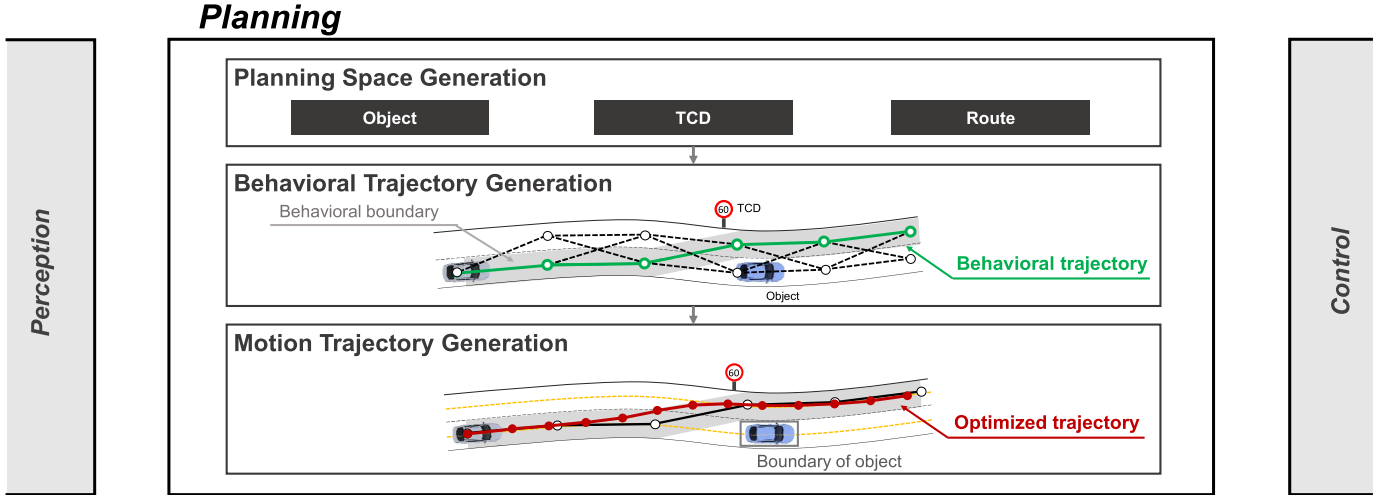 Planning
Perception
Planning Space Generation
Object
TCD
Route
Behavioral Trajectory Generation
Behavioral boundary
60
TCD
Behavioral trajectory
Object
Motion Trajectory Generation
60
Optimized trajectory
Boundary of object
Control